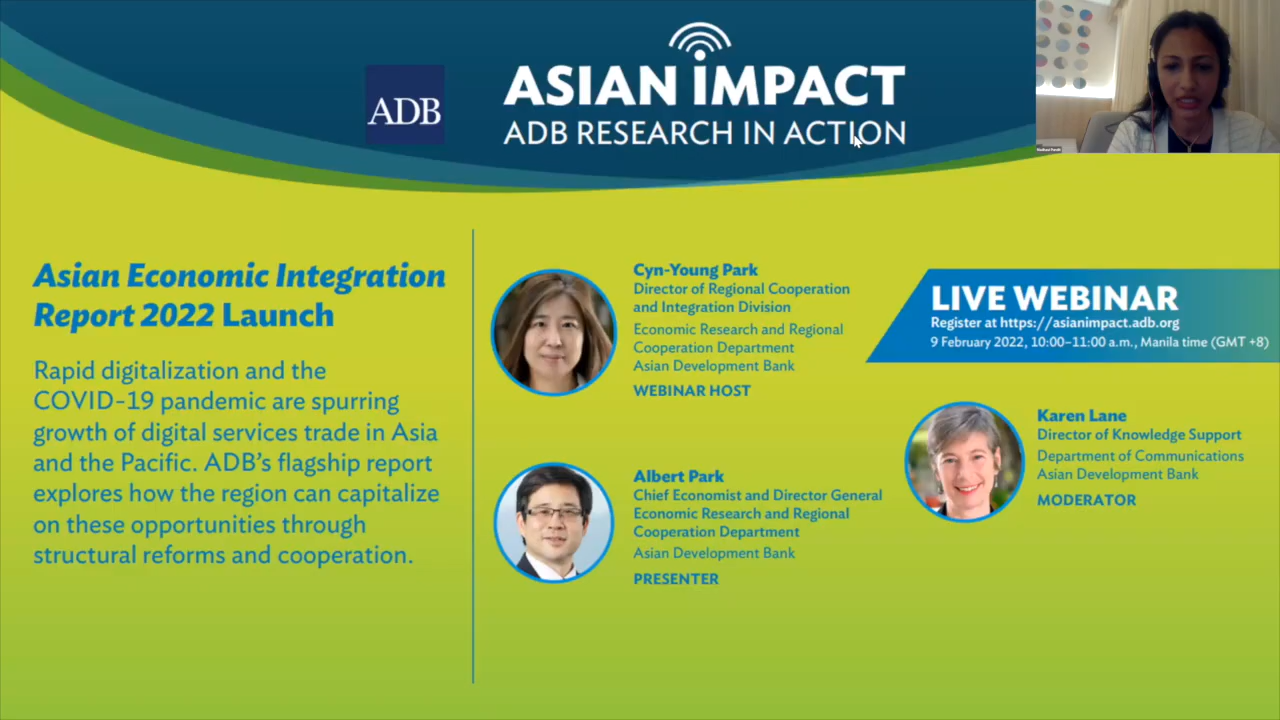 ADB
ASIAN IMPACT
ADB RESEARCH IN ACTION
Asian Economic Integration
Report 2022 Launch
Rapid digitalization and the
COVID-19 pandemic are spurring
growth of digital services trade in Asia
and the Pacific. ADB’s flagship report
explores how the region can capitalize
on these opportunities through
structural reforms and cooperation.
Cyn-Young Park
Director of Regional Cooperation
and Integration Division
Economic Research and Regional
Cooperation Department
Asian Development Bank
WEBINAR HOST
Albert Park
Chief Economist and Director General
Economic Research and Regional
Cooperation Department
Asian Development Bank
PRESENTER
LIVE WEBINAR
Register at https://asianimpact.adb.org
9 February 2022, 10:00–11:00 a.m., Manila time (GMT +8)
Karen Lane
Director of Knowledge Support
Department of Communications
Asian Development Bank
MODERATOR